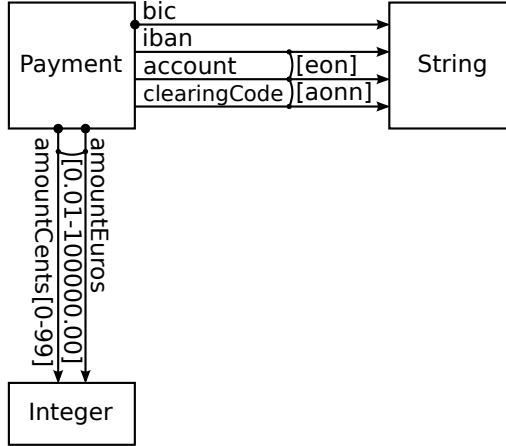 bic
iban
Payment
account
[eon]
String
clearingCode
[aonn]
amountEuros
[0.01-100000.00]
amountCents[0-99]
Integer